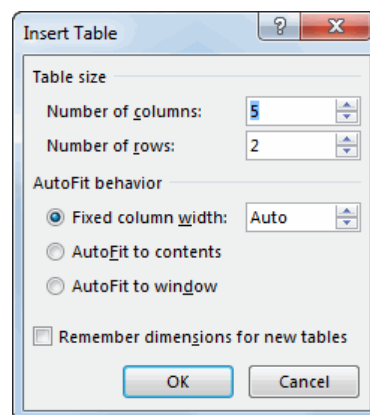 Insert Table
Table size
Number of columns: 5
Number of rows: 2
AutoFit behavior
Fixed column width: Auto
AutoFit to contents
AutoFit to window
Remember dimensions for new tables
OK Cancel